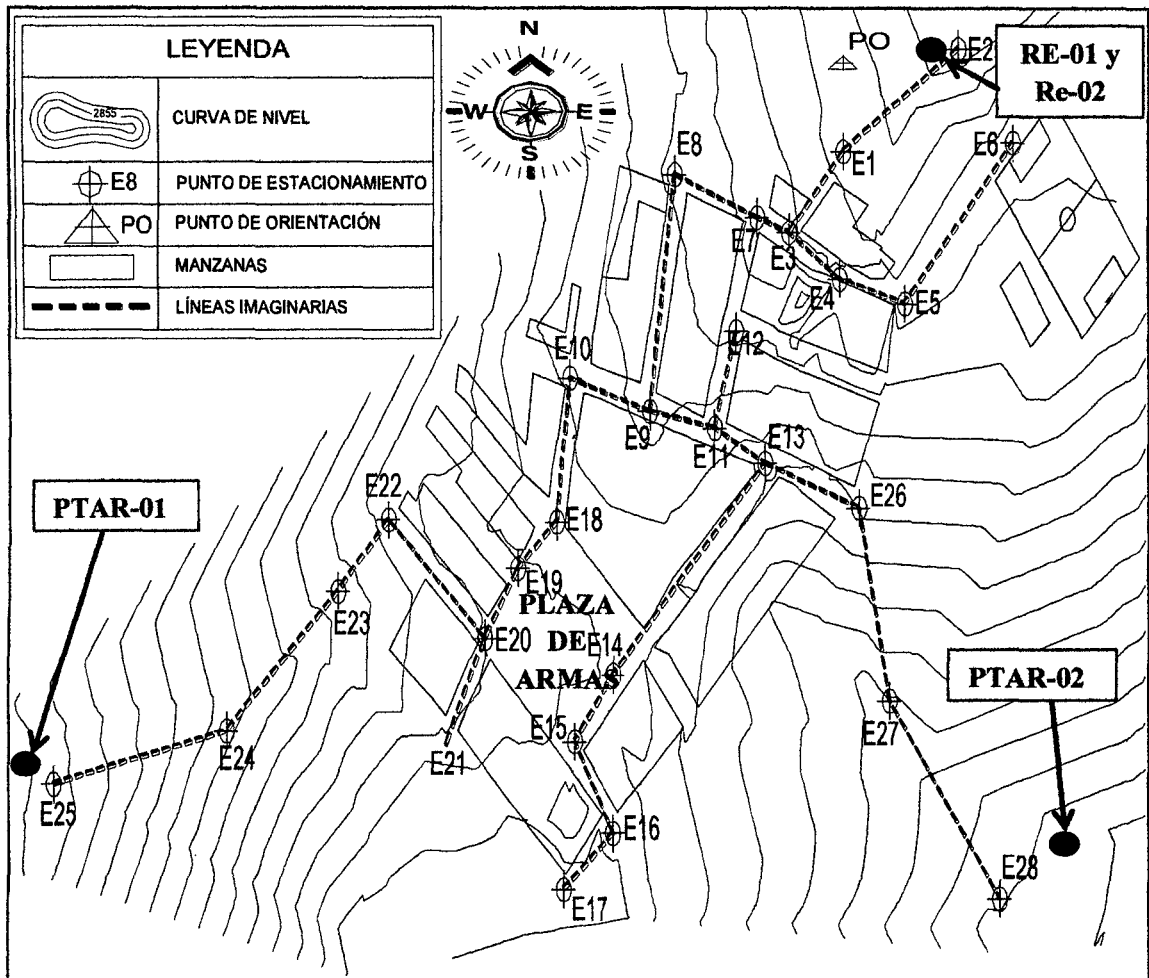 LEYENDA
2855
CURVA DE NIVEL
E8
PUNTO DE ESTACIONAMIENTO
PO
PUNTO DE ORIENTACIÓN
MANZANAS
LÍNEAS IMAGINARIAS
N
W
E
S
PO
E2
RE-01 y
Re-02
E1
E6
E8
E7
E3
E4
E5
E12
E10
E9
E11
E13
E26
E22
PTAR-01
E18
E19
E23
PLAZA
DE
ARMAS
E20
E14
PTAR-02
E15
E27
E24
E21
E25
E16
E17
E28